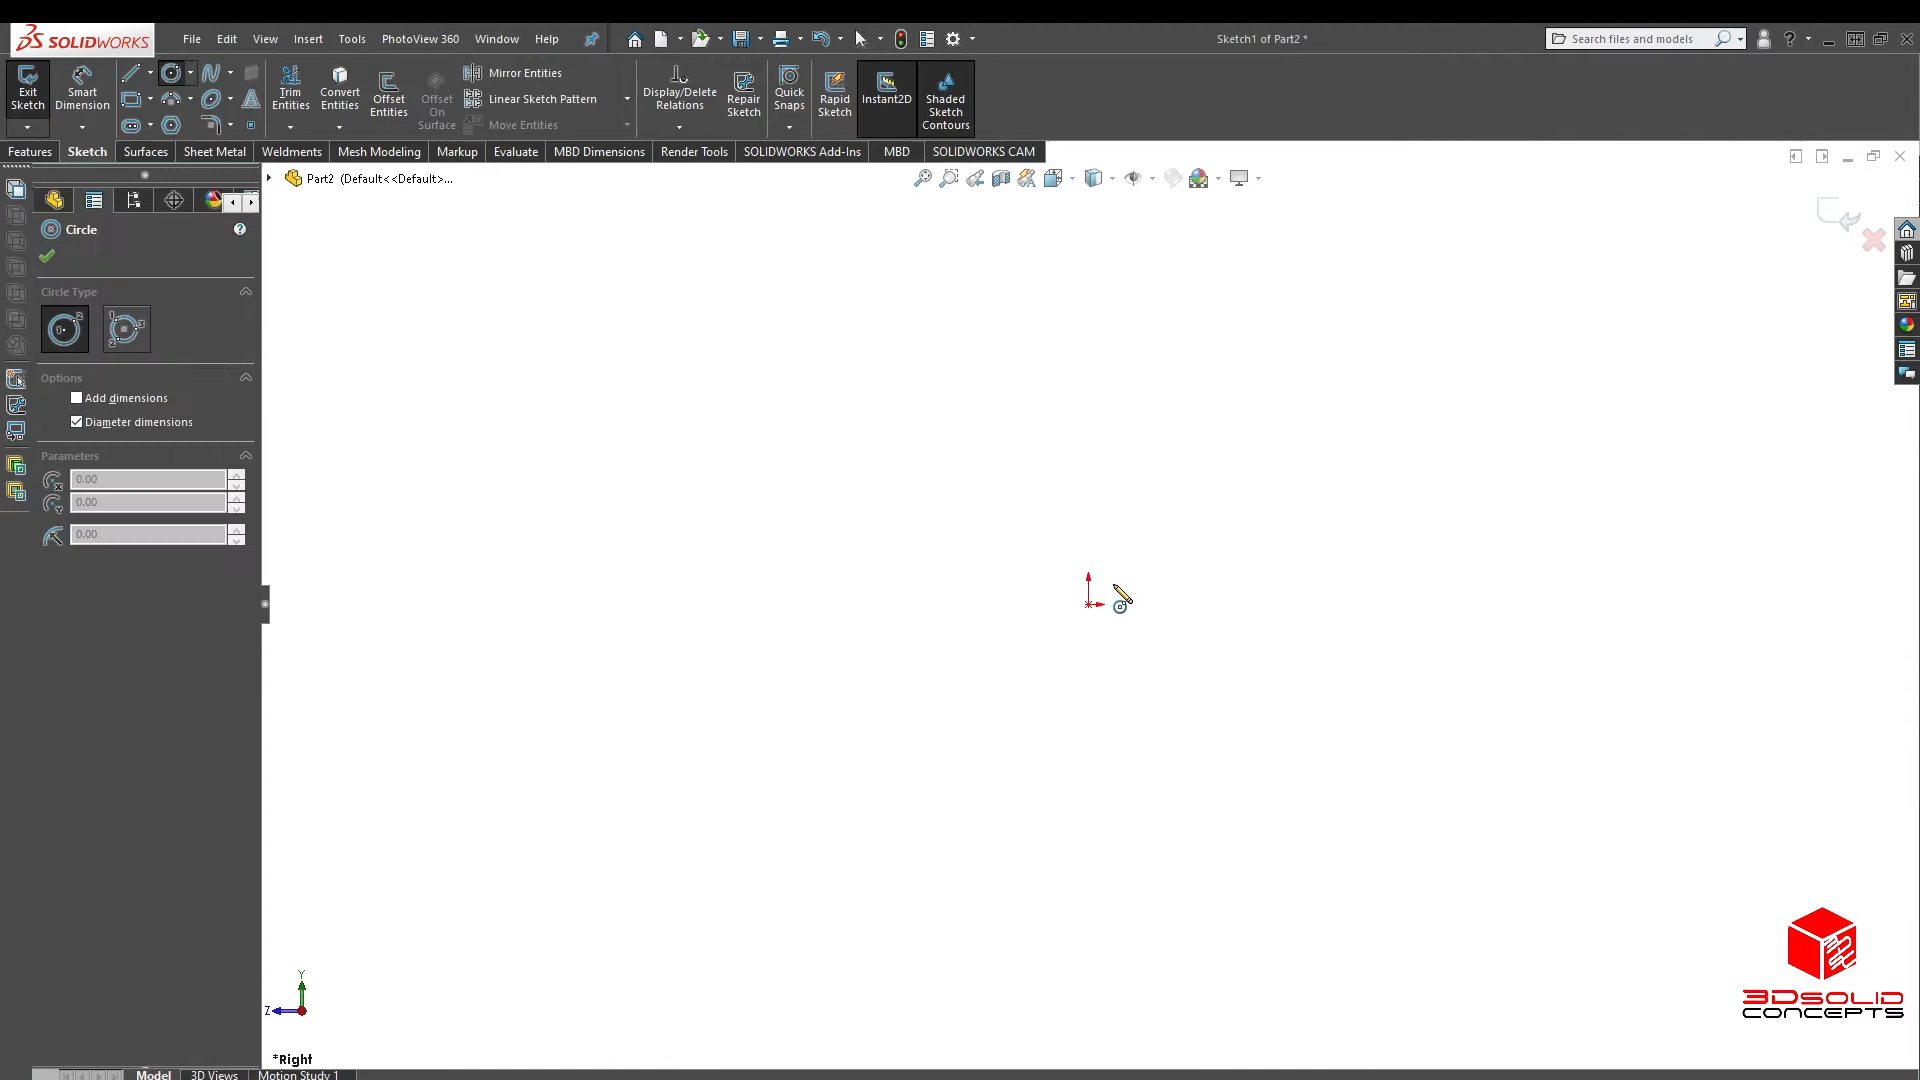 SOLIDWORKS
File
Edit
View
Insert
Tools
PhotoView 360
Window
Help
Sketch1 of Part2 *
Search files and models
?
Exit
Sketch
Smart
Dimension
Trim
Entities
Convert
Entities
Offset
Entities
Offset
On
Surface
Mirror Entities
Linear Sketch Pattern
Move Entities
Display/Delete
Relations
Repair
Sketch
Quick
Snaps
Rapid
Sketch
Instant2D
Shaded
Sketch
Contours
Features
Sketch
Surfaces
Sheet Metal
Weldments
Mesh Modeling
Markup
Evaluate
MBD Dimensions
Render Tools
SOLIDWORKS Add-Ins
MBD
SOLIDWORKS CAM
Part2 (Default<<Default>...
Circle
?
Circle Type
Options
Add dimensions
Diameter dimensions
Parameters
0.00
0.00
0.00
Y
Z
*Right
3DSOLID
CONCEPTS
Model
3D Views
Motion Study 1